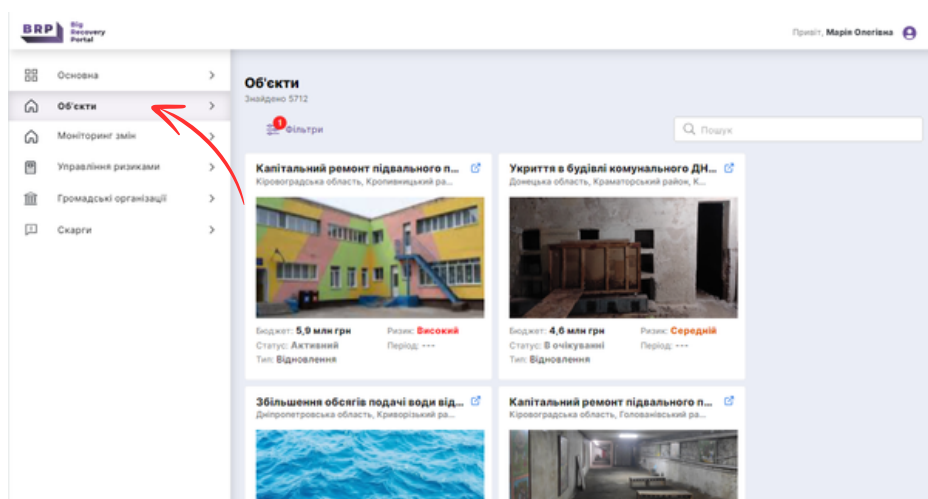 BRP Big Recovery Portal
Привіт, Марія Олегівна
Основна
Об'єкти
Моніторинг змін
Управління ризиками
Громадські організації
Скарги
Об'єкти
Знайдено 5712
1
Фільтри
Пошук
Капітальний ремонт підвального п...
Кіровоградська область, Кропивницький ра...
Бюджет: 5,9 млн грн Ризик: Високий
Статус: Активний Період: ---
Тип: Відновлення
Укриття в будівлі комунального ДН...
Донецька область, Краматорський район, К...
Бюджет: 4,6 млн грн Ризик: Середній
Статус: В очікуванні Період: ---
Тип: Відновлення
Збільшення обсягів подачі води від...
Дніпропетровська область, Криворізький ра...
Капітальний ремонт підвального п...
Кіровоградська область, Голованівський ра...